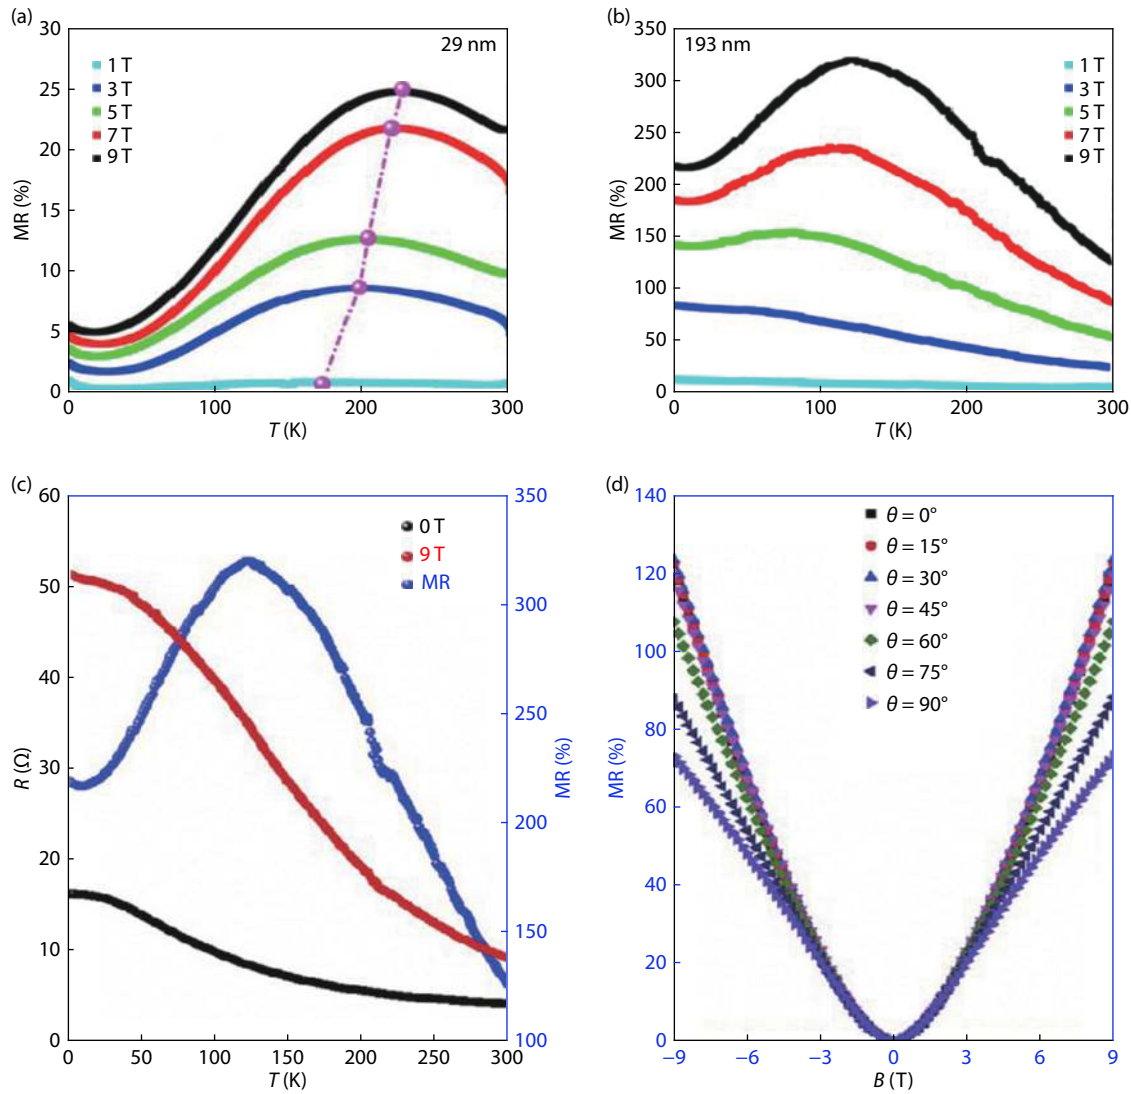 (a)
30
25
20
15
10
5
0
MR (%)
29 nm
1 T
3 T
5 T
7 T
9 T
0 100 200 300
T (K)
(b)
350
300
250
200
150
100
50
0
MR (%)
193 nm
1 T
3 T
5 T
7 T
9 T
0 100 200 300
T (K)
(c)
60
50
40
30
20
10
0
R (Ω)
0 T
9 T
MR
350
300
250
200
150
100
MR (%)
0 50 100 150 200 250 300
T (K)
(d)
140
120
100
80
60
40
20
0
MR (%)
θ = 0°
θ = 15°
θ = 30°
θ = 45°
θ = 60°
θ = 75°
θ = 90°
−9 −6 −3 0 3 6 9
B (T)